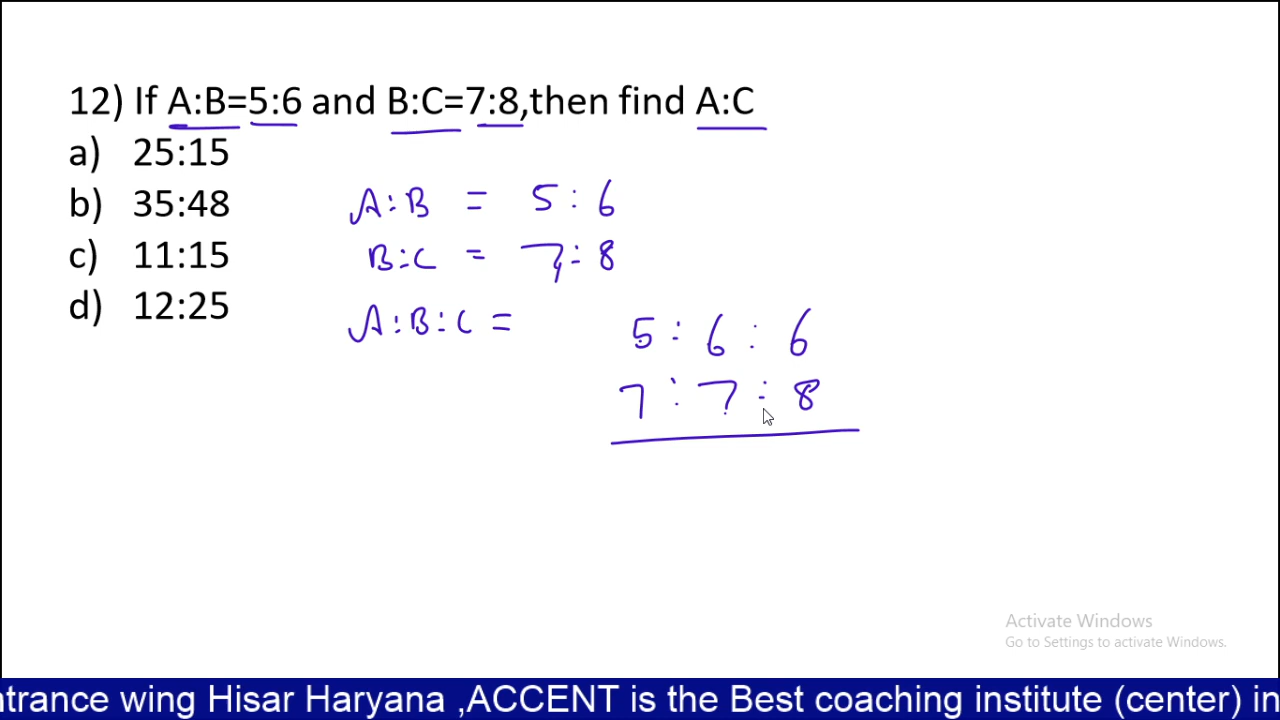 12) If A:B=5:6 and B:C=7:8,then find A:C
a) 25:15
b) 35:48
c) 11:15
d) 12:25
A:B = 5:6
B:C = 7:8
A:B:C = 5:6:6
7:7:8
Activate Windows
Go to Settings to activate Windows.
ntrance wing Hisar Haryana ,ACCENT is the Best coaching institute (center) in